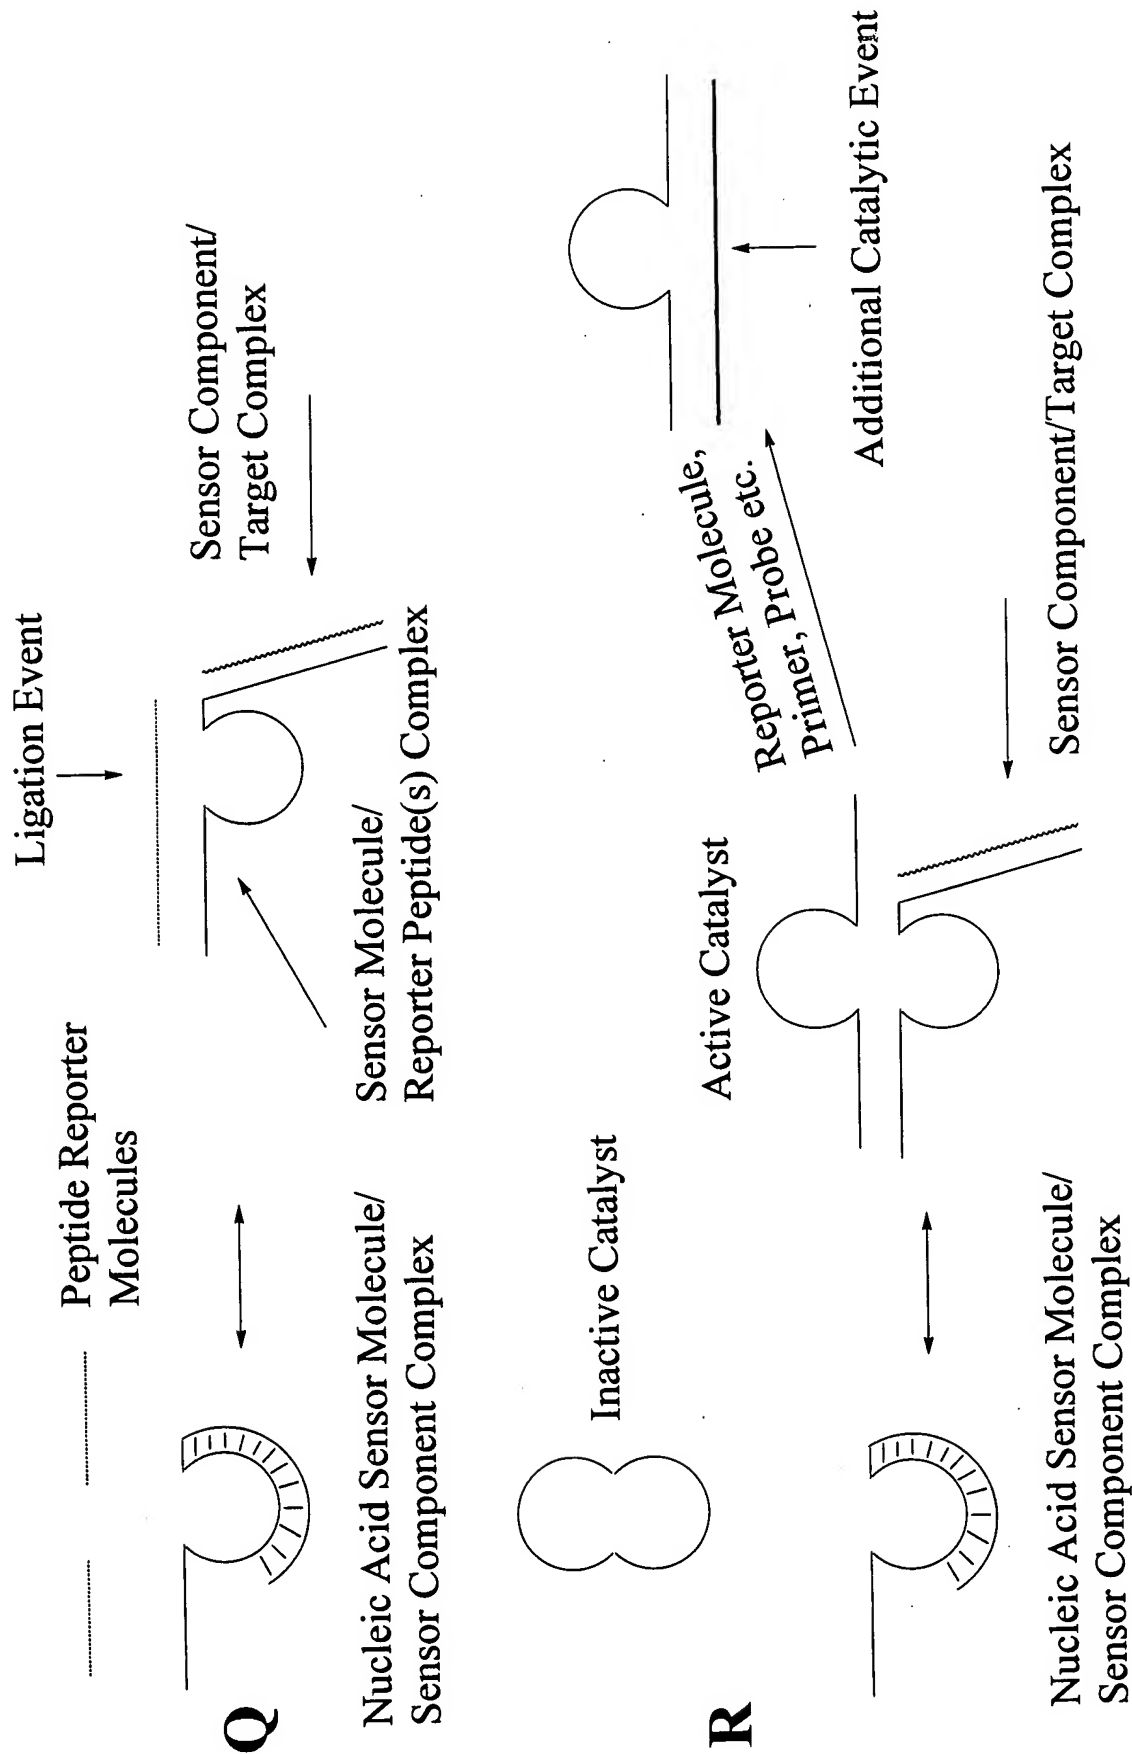 Q
Peptide Reporter
Molecules
Nucleic Acid Sensor Molecule/
Sensor Component Complex
Ligation Event
Sensor Molecule/
Reporter Peptide(s) Complex
Sensor Component/
Target Complex
R
Inactive Catalyst
Nucleic Acid Sensor Molecule/
Sensor Component Complex
Active Catalyst
Reporter Molecule,
Primer, Probe etc.
Sensor Component/Target Complex
Additional Catalytic Event